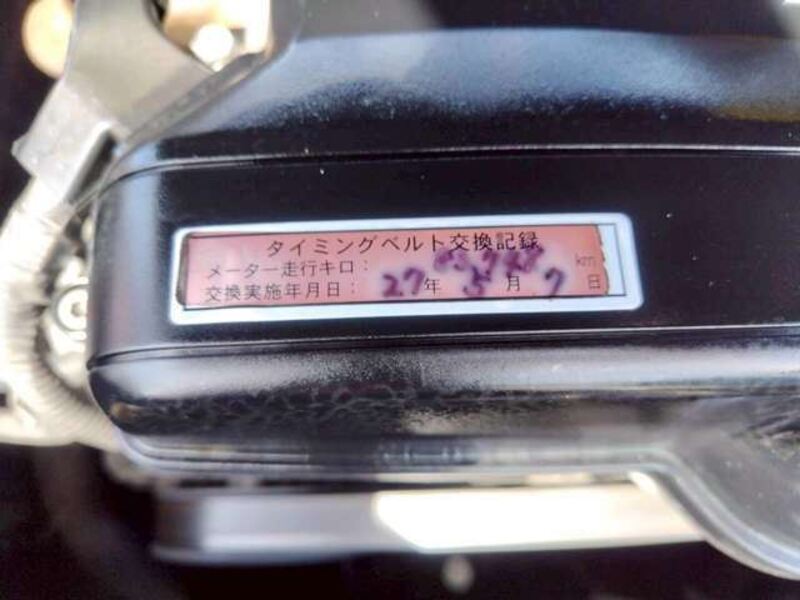 タイミングベルト交換記録
メーター走行キロ： km
交換実施年月日： 27年 5月 7日